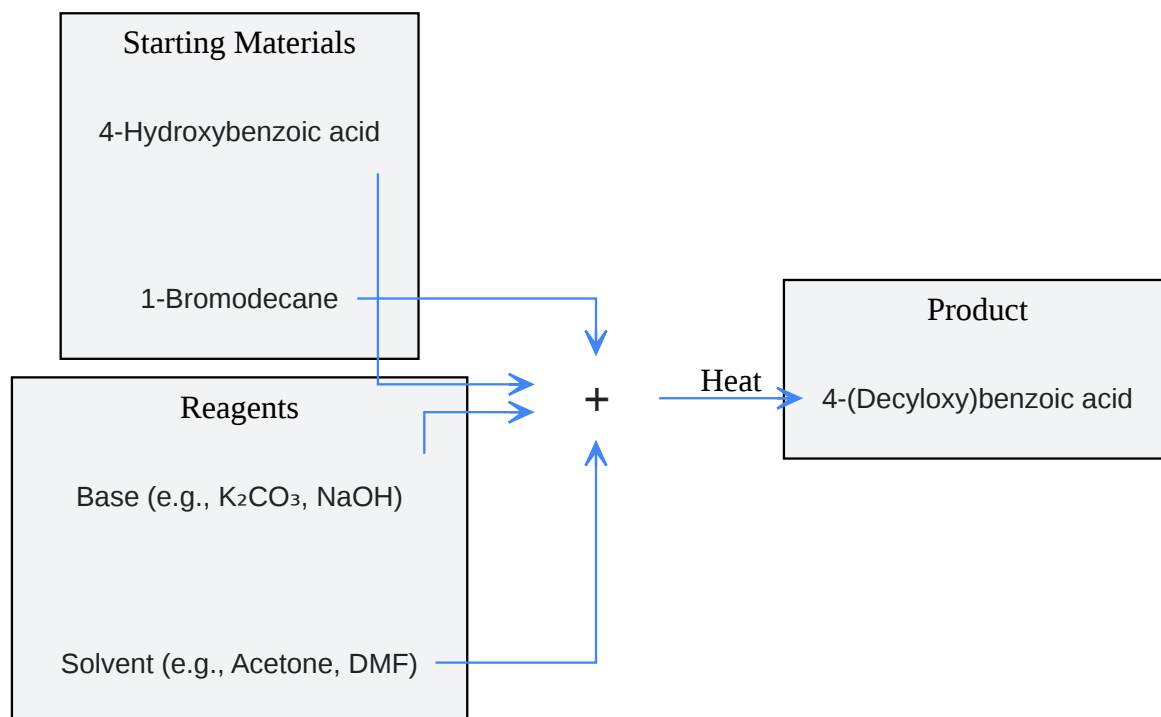 Starting Materials
4-Hydroxybenzoic acid
1-Bromodecane
Reagents
Base (e.g., K₂CO₃, NaOH)
Solvent (e.g., Acetone, DMF)
+
Heat
Product
4-(Decyloxy)benzoic acid